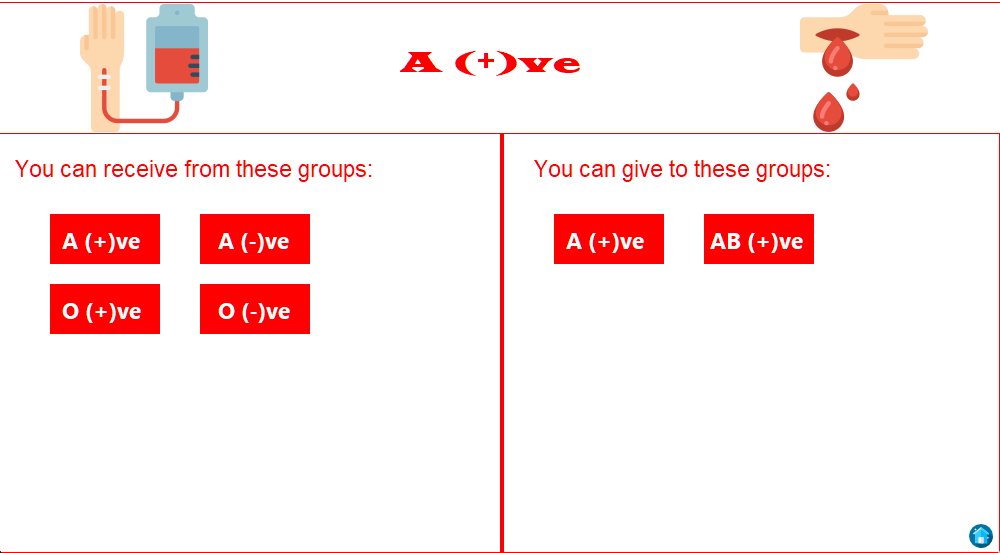 A (+)ve
You can receive from these groups:
A (+)ve
A (-)ve
O (+)ve
O (-)ve
You can give to these groups:
A (+)ve
AB (+)ve